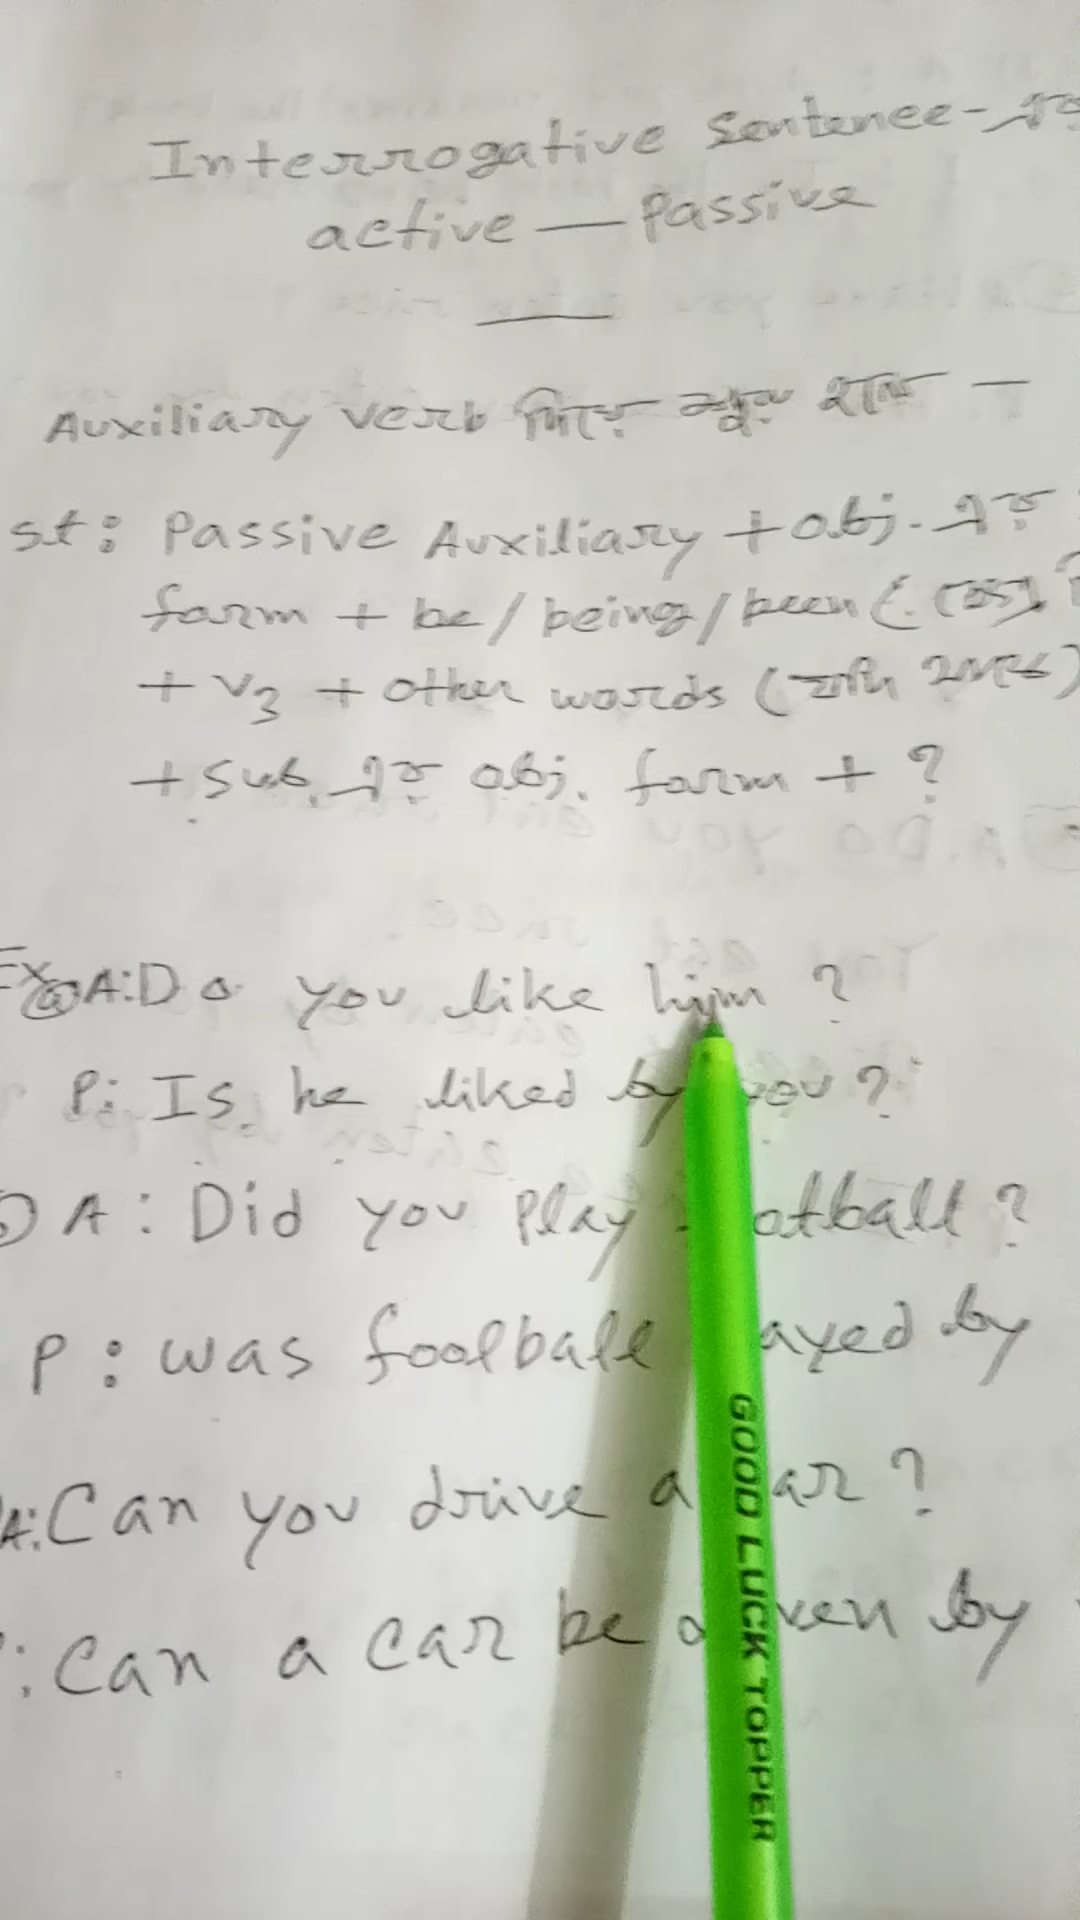 Interrogative Sentence-এর
active — Passive
Auxiliary verb দিয়ে শুরু হলে —
st: Passive Auxiliary + obj. এর
form + be/being/been (
+ v3 + other words (যদি থাকে)
+ Sub. এর obj. form + ?
Ex. a A: Do you like him ?
P: Is he liked by you ?
A : Did you Play football ?
P : was football played by
A: Can you drive a car ?
: Can a car be driven by
GOOD LUCK TOPPER